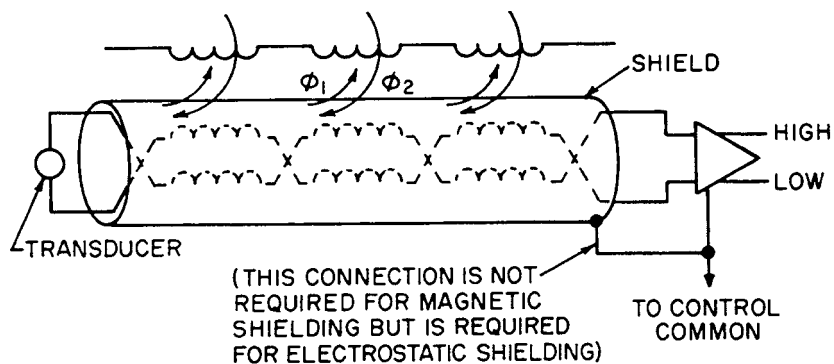 Φ1
Φ2
SHIELD
HIGH
LOW
TRANSDUCER
(THIS CONNECTION IS NOT
REQUIRED FOR MAGNETIC
SHIELDING BUT IS REQUIRED
FOR ELECTROSTATIC SHIELDING)
TO CONTROL
COMMON